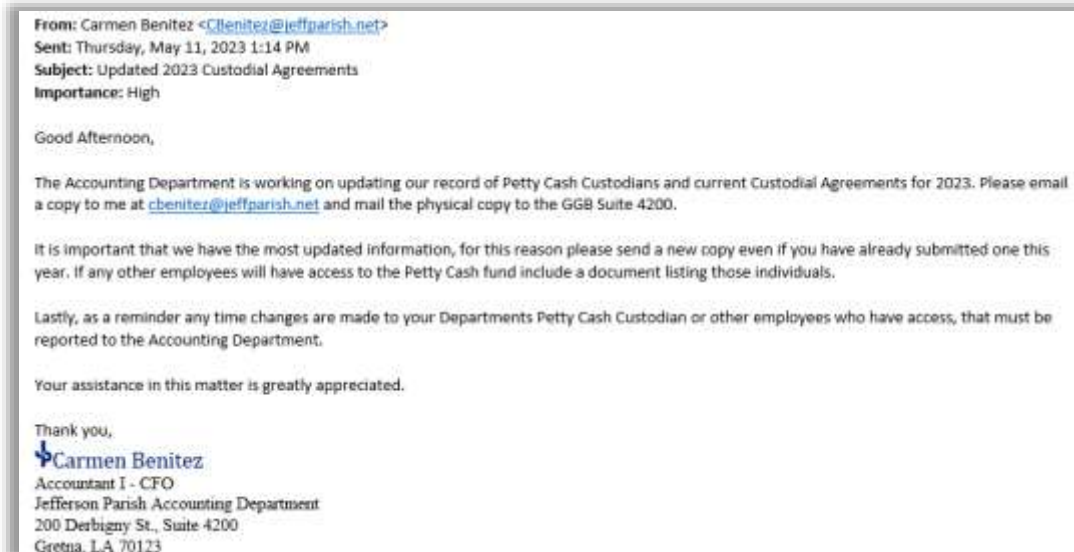 From: Carmen Benitez <CBenitez@jeffparish.net>
Sent: Thursday, May 11, 2023 1:14 PM
Subject: Updated 2023 Custodial Agreements
Importance: High
Good Afternoon,
The Accounting Department is working on updating our record of Petty Cash Custodians and current Custodial Agreements for 2023. Please email
a copy to me at cbenitez@jeffparish.net and mail the physical copy to the GGB Suite 4200.
It is important that we have the most updated information, for this reason please send a new copy even if you have already submitted one this
year. If any other employees will have access to the Petty Cash fund include a document listing those individuals.
Lastly, as a reminder any time changes are made to your Departments Petty Cash Custodian or other employees who have access, that must be
reported to the Accounting Department.
Your assistance in this matter is greatly appreciated.
Thank you,
Carmen Benitez
Accountant I - CFO
Jefferson Parish Accounting Department
200 Derbigny St., Suite 4200
Gretna, LA 70123